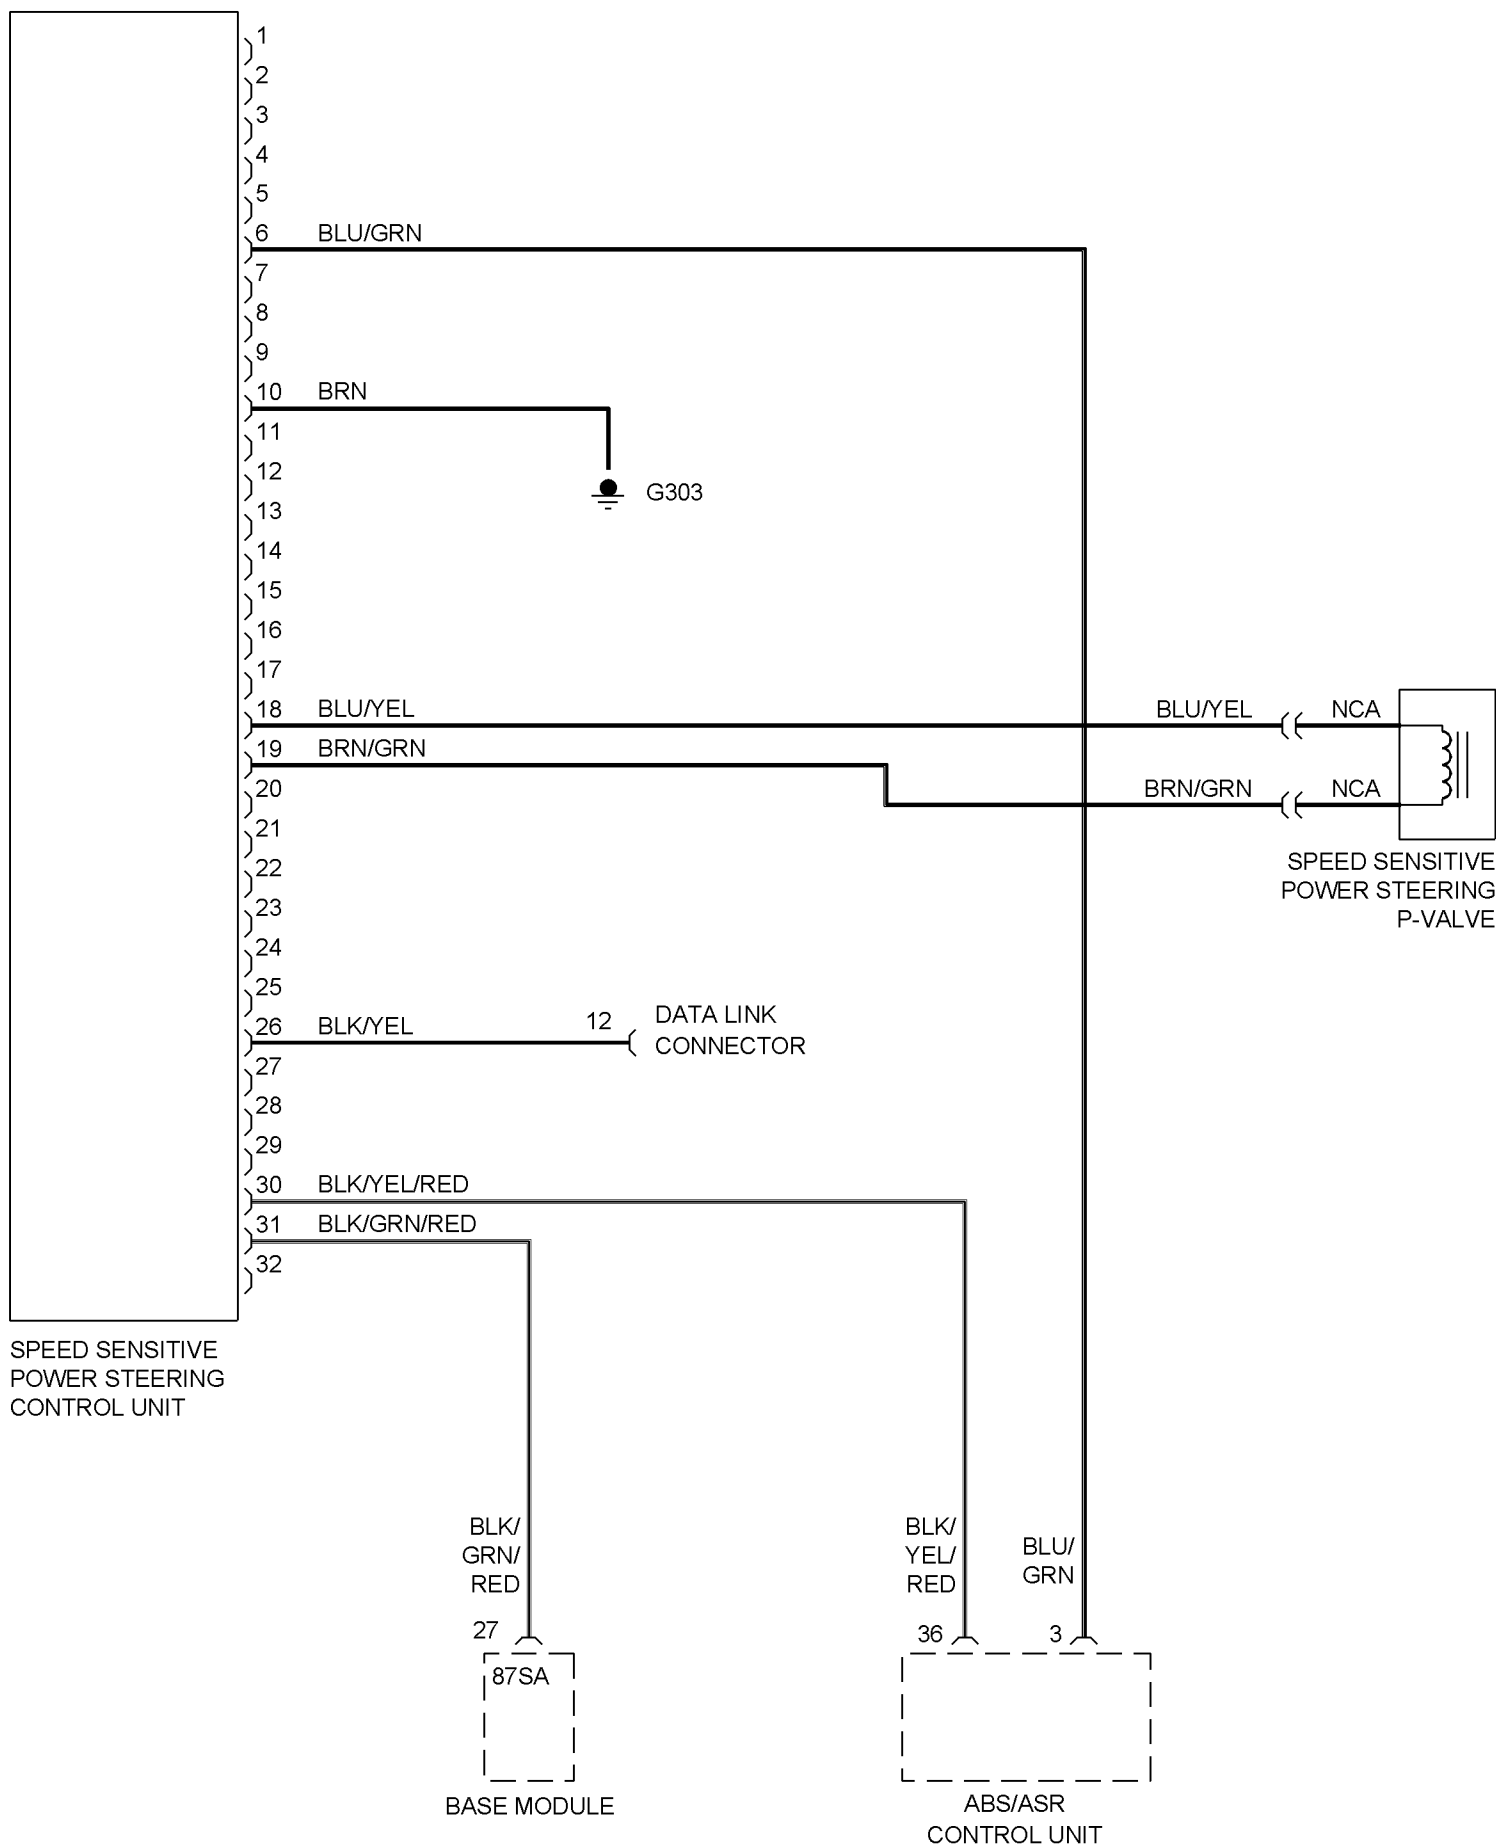 1
2
3
4
5
6 BLU/GRN
7
8
9
10 BRN
11
12
G303
13
14
15
16
17
18 BLU/YEL BLU/YEL NCA
19 BRN/GRN
20 BRN/GRN NCA
21
SPEED SENSITIVE
POWER STEERING
P-VALVE
22
23
24
25
26 BLK/YEL 12 DATA LINK
CONNECTOR
27
28
29
30 BLK/YEL/RED
31 BLK/GRN/RED
32
SPEED SENSITIVE
POWER STEERING
CONTROL UNIT
BLK/
GRN/
RED
BLK/
YEL/
RED
BLU/
GRN
27 36 3
87SA
BASE MODULE
ABS/ASR
CONTROL UNIT